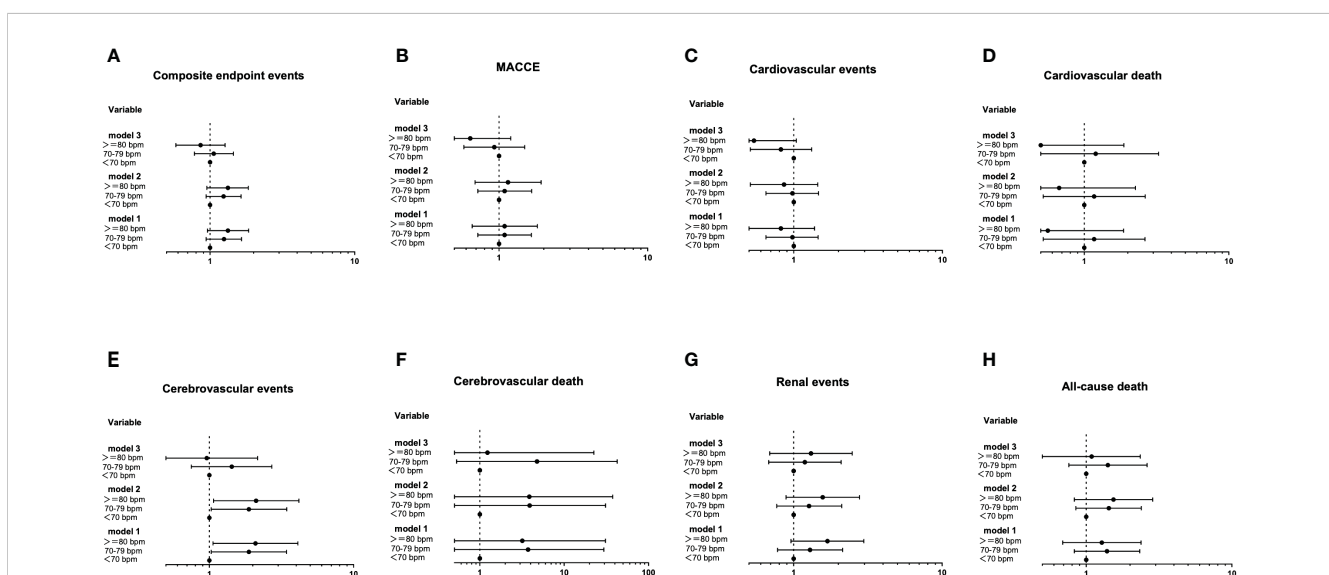 A
Composite endpoint events
Variable
model 3
＞＝80 bpm
70-79 bpm
＜70 bpm
model 2
＞＝80 bpm
70-79 bpm
＜70 bpm
model 1
＞＝80 bpm
70-79 bpm
＜70 bpm
1 10
B
MACCE
Variable
model 3
＞＝80 bpm
70-79 bpm
＜70 bpm
model 2
＞＝80 bpm
70-79 bpm
＜70 bpm
model 1
＞＝80 bpm
70-79 bpm
＜70 bpm
1 10
C
Cardiovascular events
Variable
model 3
＞＝80 bpm
70-79 bpm
＜70 bpm
model 2
＞＝80 bpm
70-79 bpm
＜70 bpm
model 1
＞＝80 bpm
70-79 bpm
＜70 bpm
1 10
D
Cardiovascular death
Variable
model 3
＞＝80 bpm
70-79 bpm
＜70 bpm
model 2
＞＝80 bpm
70-79 bpm
＜70 bpm
model 1
＞＝80 bpm
70-79 bpm
＜70 bpm
1 10
E
Cerebrovascular events
Variable
model 3
＞＝80 bpm
70-79 bpm
＜70 bpm
model 2
＞＝80 bpm
70-79 bpm
＜70 bpm
model 1
＞＝80 bpm
70-79 bpm
＜70 bpm
1 10
F
Cerebrovascular death
Variable
model 3
＞＝80 bpm
70-79 bpm
＜70 bpm
model 2
＞＝80 bpm
70-79 bpm
＜70 bpm
model 1
＞＝80 bpm
70-79 bpm
＜70 bpm
1 10 100
G
Renal events
Variable
model 3
＞＝80 bpm
70-79 bpm
＜70 bpm
model 2
＞＝80 bpm
70-79 bpm
＜70 bpm
model 1
＞＝80 bpm
70-79 bpm
＜70 bpm
1 10
H
All-cause death
Variable
model 3
＞＝80 bpm
70-79 bpm
＜70 bpm
model 2
＞＝80 bpm
70-79 bpm
＜70 bpm
model 1
＞＝80 bpm
70-79 bpm
＜70 bpm
1 10